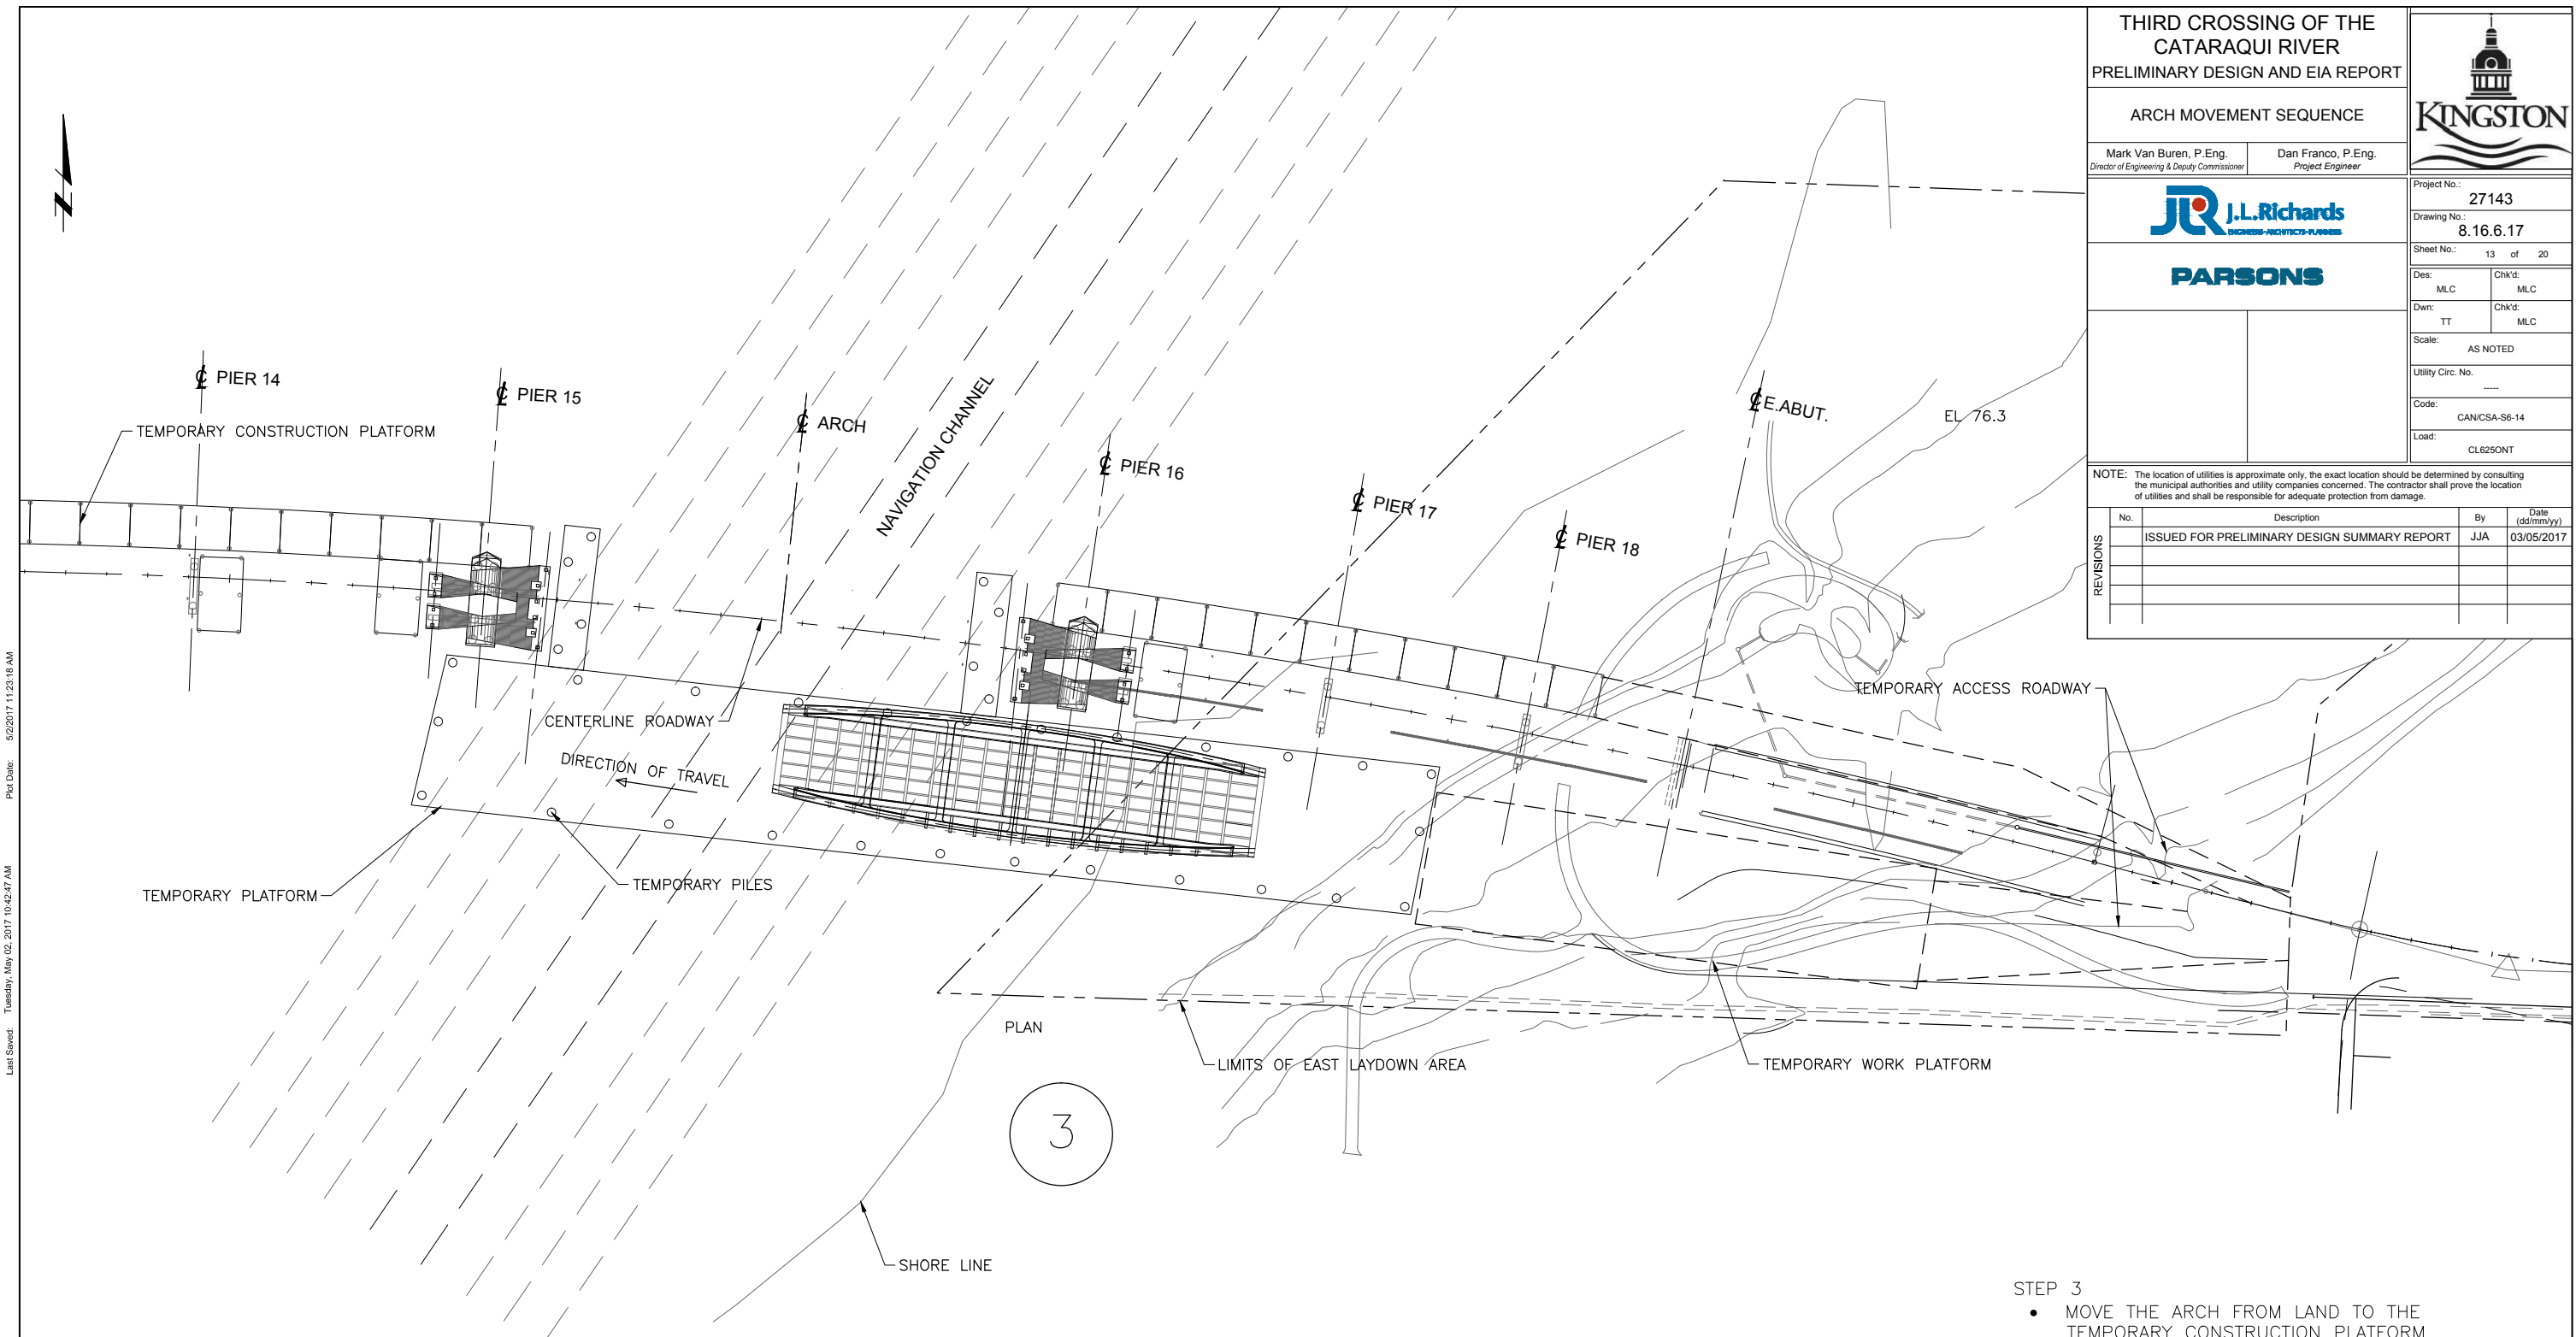 THIRD CROSSING OF THE
CATARAQUI RIVER
PRELIMINARY DESIGN AND EIA REPORT
ARCH MOVEMENT SEQUENCE
Mark Van Buren, P.Eng.
Director of Engineering & Deputy Commissioner
Dan Franco, P.Eng.
Project Engineer
KINGSTON
JLR J.L.Richards
ENGINEERS·ARCHITECTS·PLANNERS
PARSONS
Project No.:
27143
Drawing No.:
8.16.6.17
Sheet No.: 13 of 20
Des: MLC
Chk'd: MLC
Dwn: TT
Chk'd: MLC
Scale:
AS NOTED
Utility Circ. No.
-----
Code:
CAN/CSA-S6-14
Load:
CL625ONT
NOTE: The location of utilities is approximate only, the exact location should be determined by consulting
the municipal authorities and utility companies concerned. The contractor shall prove the location
of utilities and shall be responsible for adequate protection from damage.
REVISIONS
No. Description By Date (dd/mm/yy)
ISSUED FOR PRELIMINARY DESIGN SUMMARY REPORT JJA 03/05/2017
N
℄ PIER 14
℄ PIER 15
℄ ARCH
NAVIGATION CHANNEL
℄ PIER 16
℄ PIER 17
℄ PIER 18
℄ E.ABUT.
EL 76.3
TEMPORARY CONSTRUCTION PLATFORM
CENTERLINE ROADWAY
DIRECTION OF TRAVEL
TEMPORARY ACCESS ROADWAY
TEMPORARY PLATFORM
TEMPORARY PILES
PLAN
LIMITS OF EAST LAYDOWN AREA
TEMPORARY WORK PLATFORM
3
SHORE LINE
STEP 3
• MOVE THE ARCH FROM LAND TO THE
TEMPORARY CONSTRUCTION PLATFORM
Plot Date: 5/2/2017 11:23:18 AM
Last Saved: Tuesday, May 02, 2017 10:42:47 AM